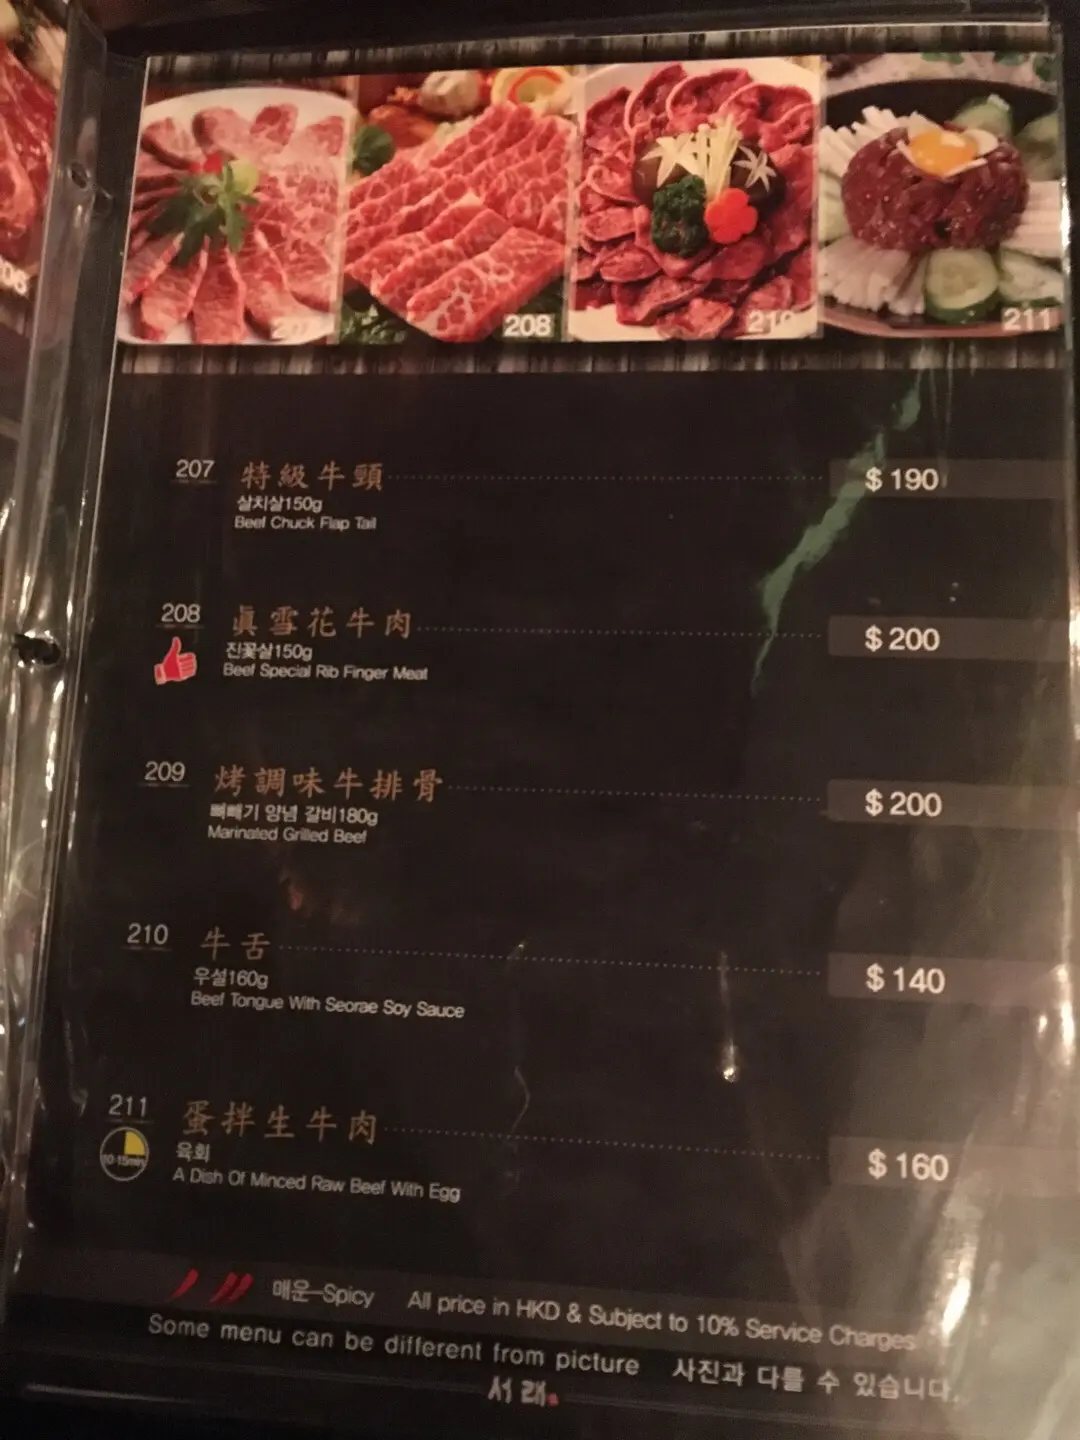 208
207
208
210
211
207 特級牛頸 $ 190
살치살150g
Beef Chuck Flap Tail
208 眞雪花牛肉 $ 200
진꽃살150g
Beef Special Rib Finger Meat
209 烤調味牛排骨 $ 200
뼈빼기 양념 갈비180g
Marinated Grilled Beef
210 牛舌 $ 140
우설160g
Beef Tongue With Seorae Soy Sauce
211 蛋拌生牛肉 $ 160
10-15min
육회
A Dish Of Minced Raw Beef With Egg
매운-Spicy All price in HKD & Subject to 10% Service Charges
Some menu can be different from picture 사진과 다를 수 있습니다.
서래